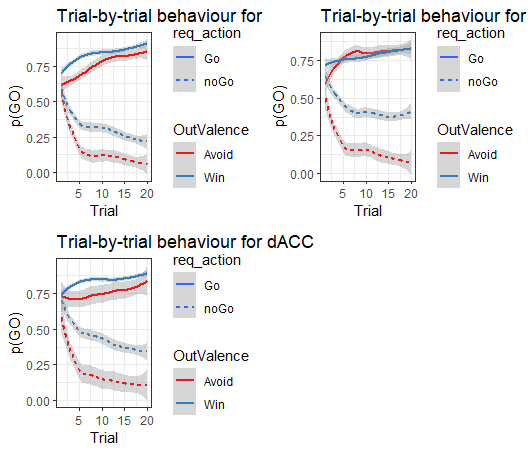 Trial-by-trial behaviour for
req_action
Go
noGo
OutValence
Avoid
Win
p(GO)
0.75
0.50
0.25
0.00
5 10 15 20
Trial
Trial-by-trial behaviour for
req_action
Go
noGo
OutValence
Avoid
Win
p(GO)
0.75
0.50
0.25
0.00
5 10 15 20
Trial
Trial-by-trial behaviour for dACC
req_action
Go
noGo
OutValence
Avoid
Win
p(GO)
0.75
0.50
0.25
0.00
5 10 15 20
Trial